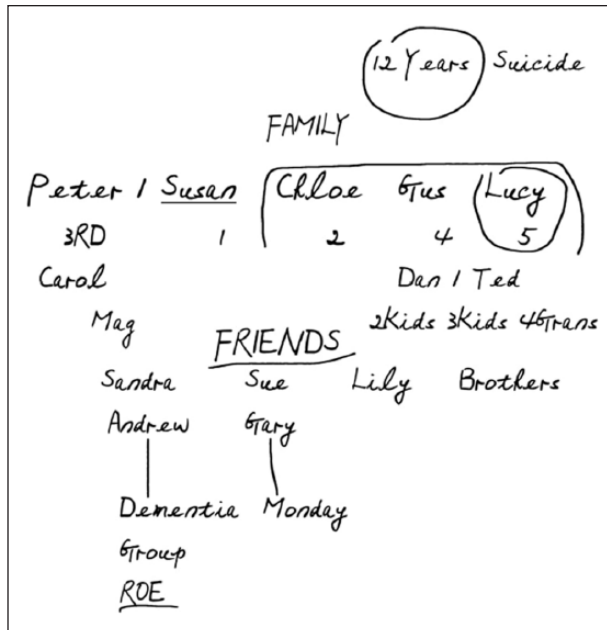 12 Years Suicide
FAMILY
Peter / Susan Chloe Gus Lucy
3RD 1 2 4 5
Carol Dan / Ted
Mag 2Kids 3Kids 4Grans
FRIENDS
Sandra Sue Lily Brothers
Andrew Gary
Dementia Monday
Group
ROE